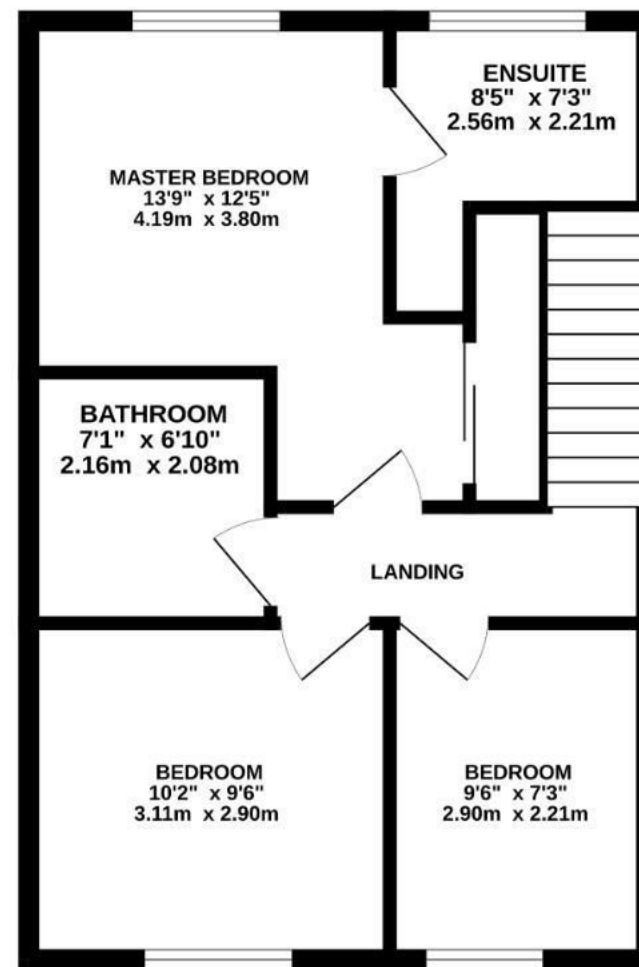 ENSUITE
8'5" x 7'3"
2.56m x 2.21m
MASTER BEDROOM
13'9" x 12'5"
4.19m x 3.80m
BATHROOM
7'1" x 6'10"
2.16m x 2.08m
LANDING
BEDROOM
10'2" x 9'6"
3.11m x 2.90m
BEDROOM
9'6" x 7'3"
2.90m x 2.21m